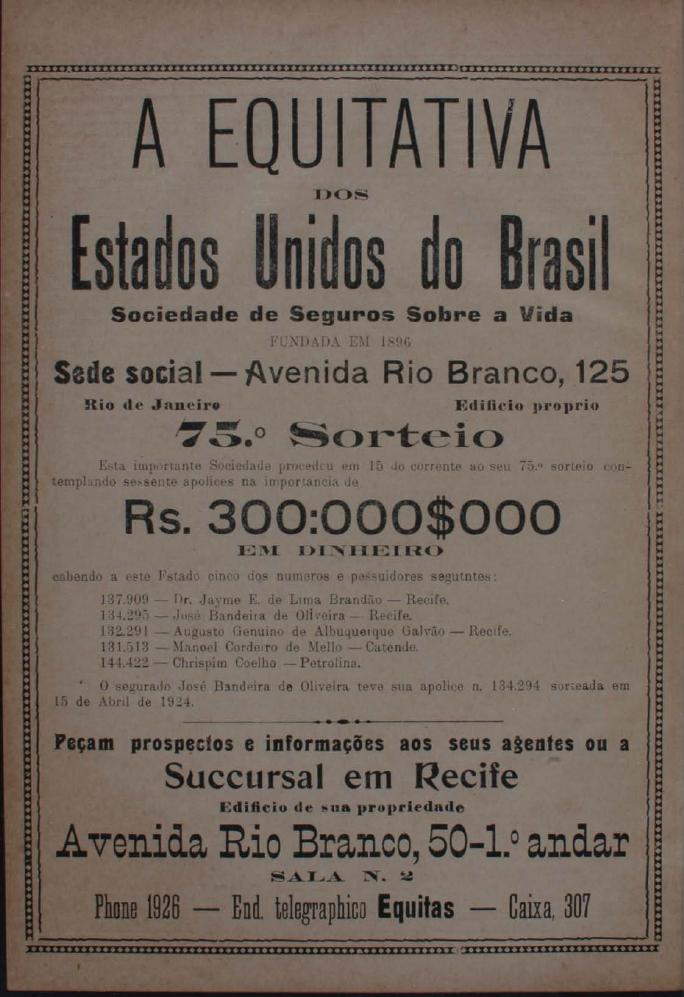 A EQUITATIVA
DOS
Estados Unidos do Brasil
Sociedade de Seguros Sobre a Vida
FUNDADA EM 1896
Sede social — Avenida Rio Branco, 125
Rio de Janeiro Edificio proprio
75.º Sorteio
Esta importante Sociedade procedeu em 15 do corrente ao seu 75.º sorteio con-
templando sessente apolices na importancia de
Rs. 300:000$000
EM DINHEIRO
cabendo a este Estado cinco dos numeros e possuidores segutntes:
137.909 — Dr. Jayme E. de Lima Brandão — Recife.
134.295 — José Bandeira de Oliveira — Recife.
132.291 — Augusto Genuino de Albuquerque Galvão — Recife.
131.513 — Manoel Cordeiro de Mello — Catende.
144.422 — Chrispim Coelho — Petrolina.
O segurado José Bandeira de Oliveira teve sua apolice n. 134.294 sorteada em
15 de Abril de 1924.
Peçam prospectos e informações aos seus agentes ou a
Succursal em Recife
Edificio de sua propriedade
Avenida Rio Branco, 50-1.º andar
SALA N. 2
Phone 1926 — End. telegraphico Equitas — Caixa, 307